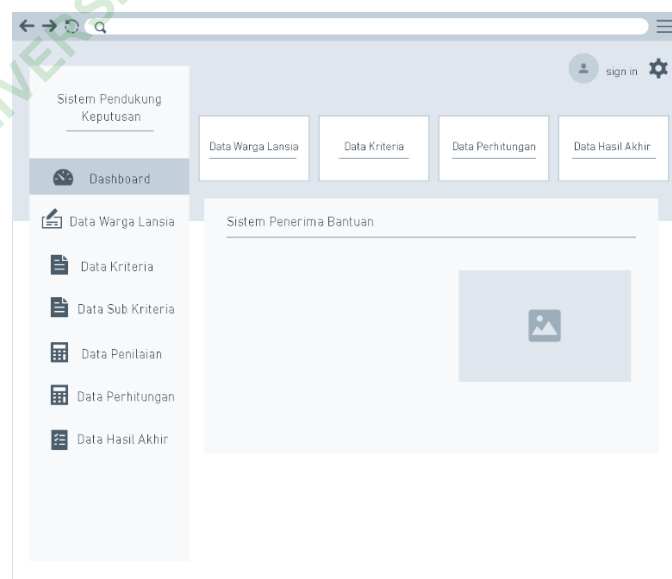 sign in
Sistem Pendukung
Keputusan
Data Warga Lansia
Data Kriteria
Data Perhitungan
Data Hasil Akhir
Dashboard
Data Warga Lansia
Data Kriteria
Data Sub Kriteria
Data Penilaian
Data Perhitungan
Data Hasil Akhir
Sistem Penerima Bantuan